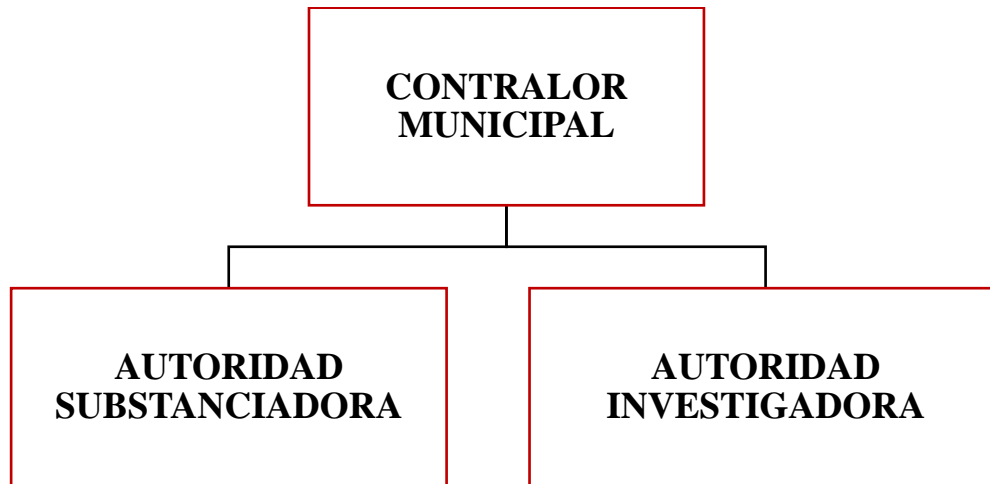 CONTRALOR
MUNICIPAL
AUTORIDAD
SUBSTANCIADORA
AUTORIDAD
INVESTIGADORA